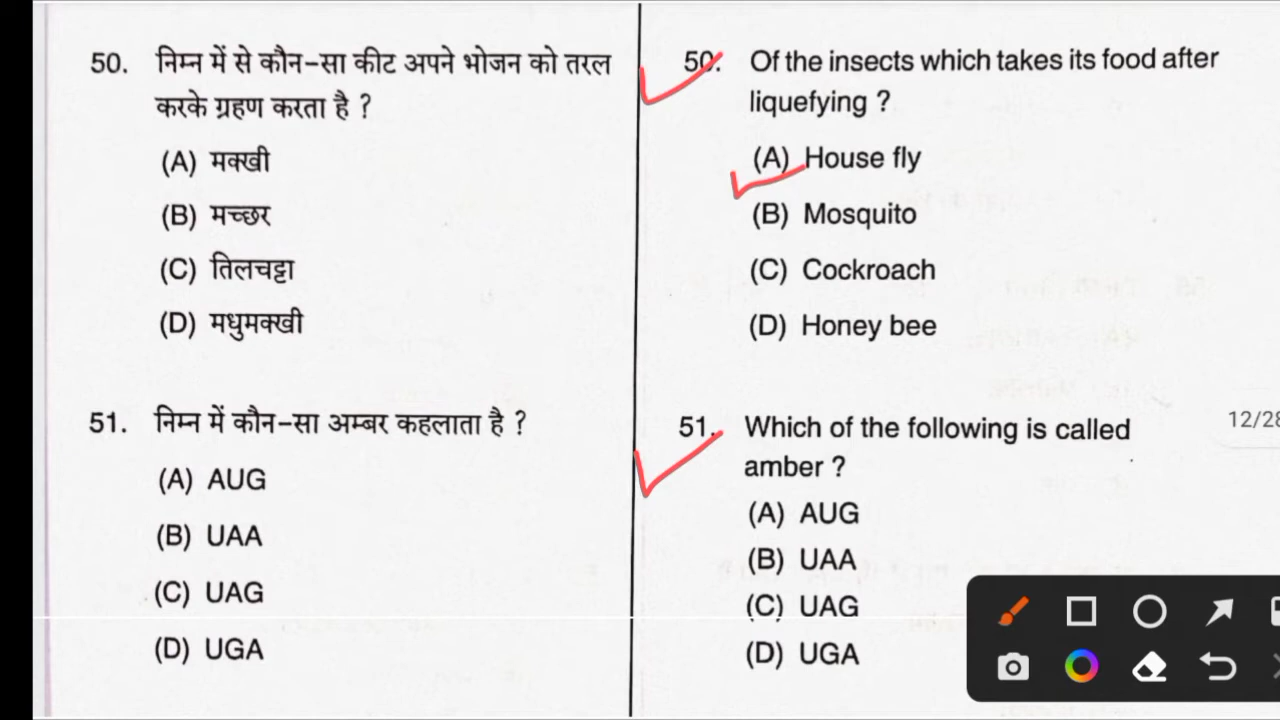 50. निम्न में से कौन-सा कीट अपने भोजन को तरल
करके ग्रहण करता है ?
(A) मक्खी
(B) मच्छर
(C) तिलचट्टा
(D) मधुमक्खी
51. निम्न में कौन-सा अम्बर कहलाता है ?
(A) AUG
(B) UAA
(C) UAG
(D) UGA
50. Of the insects which takes its food after
liquefying ?
(A) House fly
(B) Mosquito
(C) Cockroach
(D) Honey bee
51. Which of the following is called
amber ?
(A) AUG
(B) UAA
(C) UAG
(D) UGA
12/28